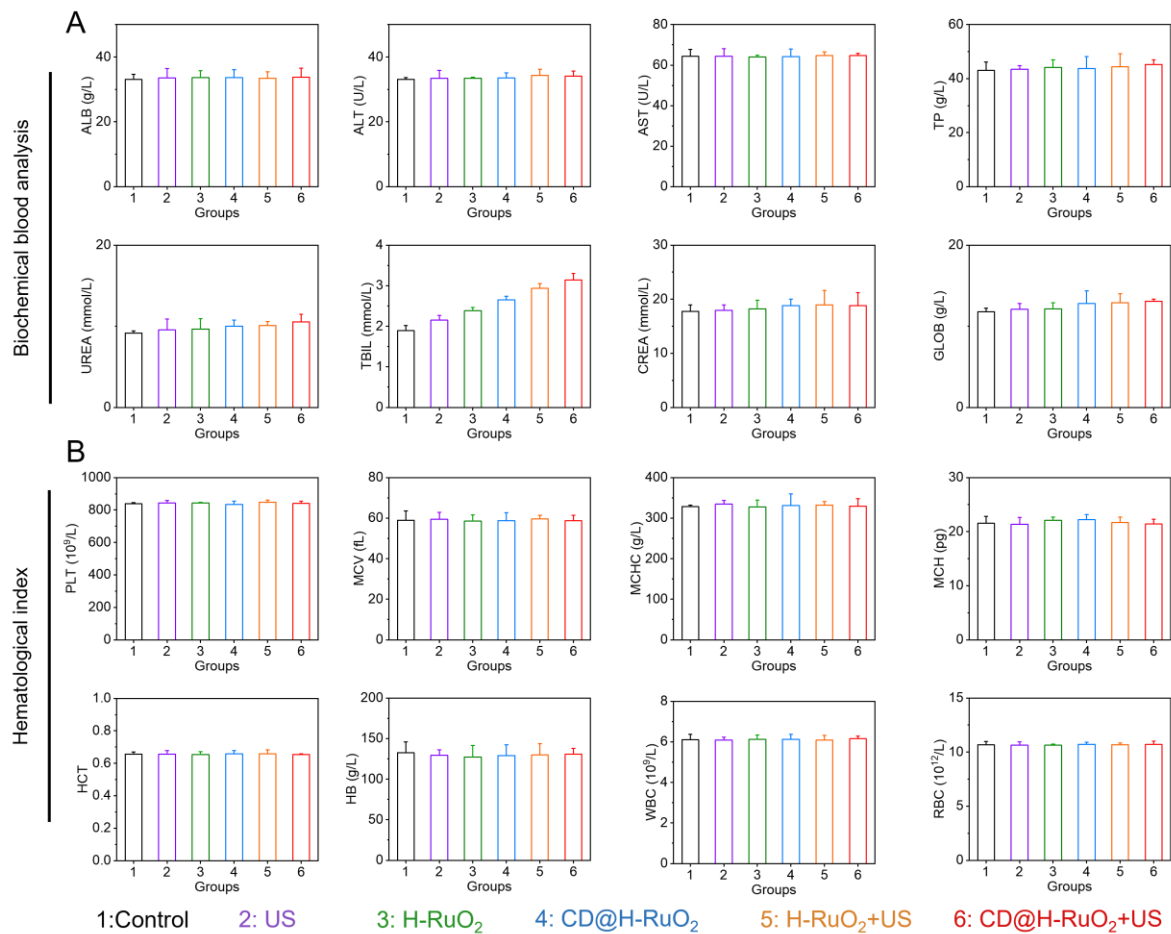 A
Biochemical blood analysis
ALB (g/L)
0
20
40
1 2 3 4 5 6
Groups
ALT (U/L)
0
20
40
1 2 3 4 5 6
Groups
AST (U/L)
0
20
40
60
80
1 2 3 4 5 6
Groups
TP (g/L)
0
20
40
60
1 2 3 4 5 6
Groups
UREA (mmol/L)
0
10
20
1 2 3 4 5 6
Groups
TBIL (mmol/L)
0
1
2
3
4
1 2 3 4 5 6
Groups
CREA (mmol/L)
0
10
20
30
1 2 3 4 5 6
Groups
GLOB (g/L)
0
10
20
1 2 3 4 5 6
Groups
B
Hematological index
PLT (10⁹/L)
0
200
400
600
800
1000
1 2 3 4 5 6
Groups
MCV (fL)
0
20
40
60
80
1 2 3 4 5 6
Groups
MCHC (g/L)
0
100
200
300
400
1 2 3 4 5 6
Groups
MCH (pg)
0
10
20
30
1 2 3 4 5 6
Groups
HCT
0.0
0.2
0.4
0.6
0.8
1.0
1 2 3 4 5 6
Groups
HB (g/L)
0
50
100
150
200
1 2 3 4 5 6
Groups
WBC (10⁹/L)
0
2
4
6
8
1 2 3 4 5 6
Groups
RBC (10¹²/L)
0
5
10
15
1 2 3 4 5 6
Groups
1:Control 2: US 3: H-RuO₂ 4: CD@H-RuO₂ 5: H-RuO₂+US 6: CD@H-RuO₂+US